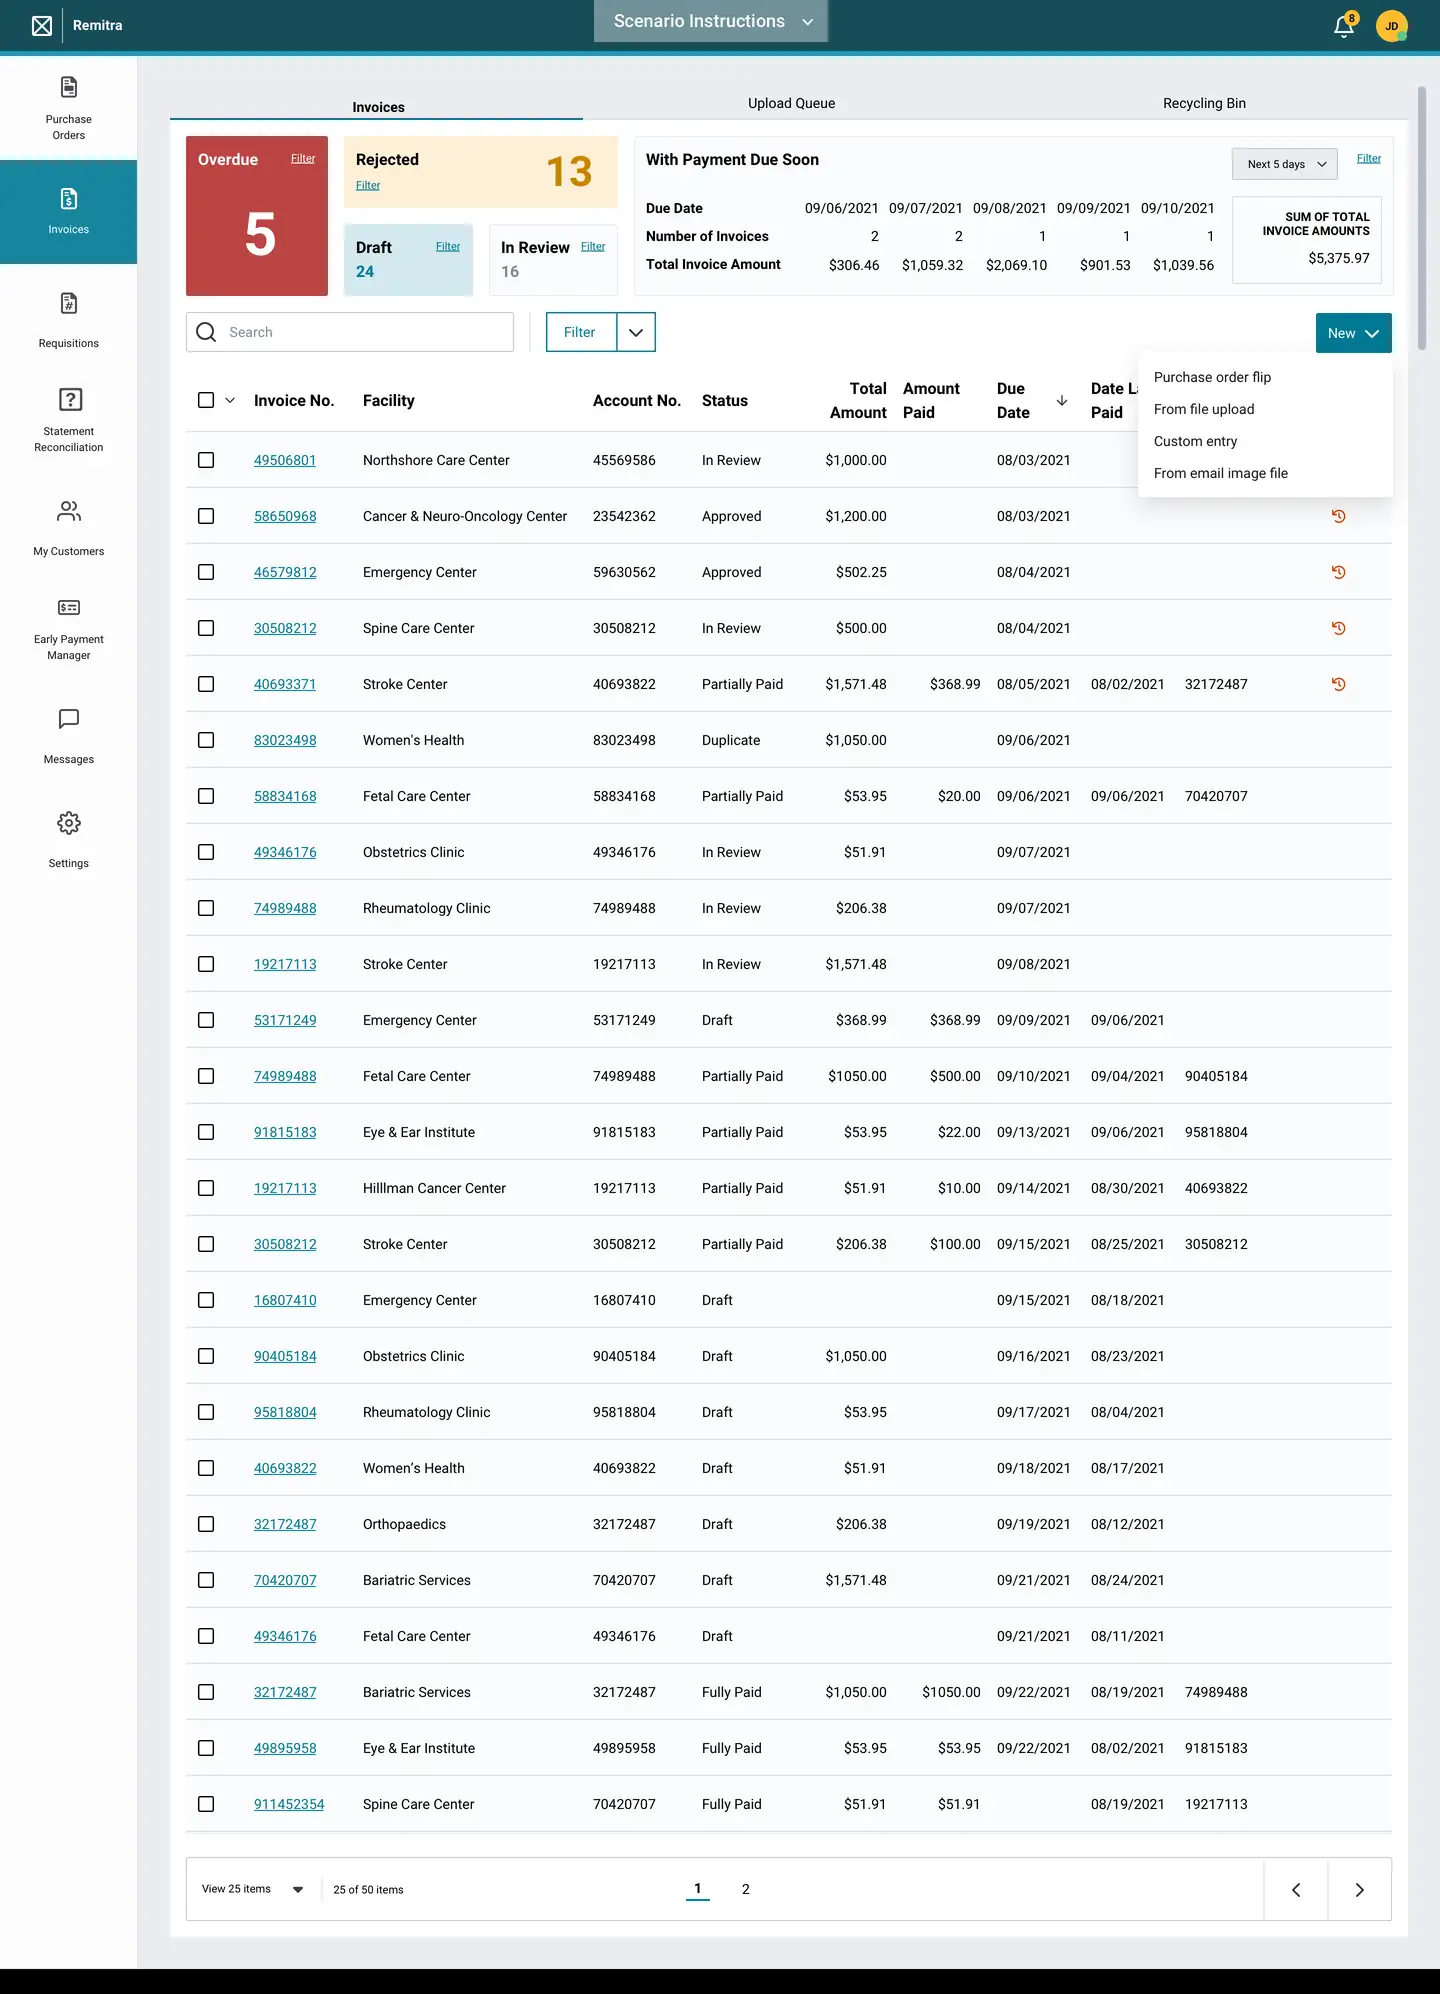 Remitra
Scenario Instructions
8
JD
Purchase
Orders
Invoices
Requisitions
Statement
Reconciliation
My Customers
Early Payment
Manager
Messages
Settings
Invoices
Upload Queue
Recycling Bin
Overdue Filter
5
Rejected
Filter
13
Draft Filter
24
In Review Filter
16
With Payment Due Soon
Next 5 days
Filter
Due Date 09/06/2021 09/07/2021 09/08/2021 09/09/2021 09/10/2021
Number of Invoices 2 2 1 1 1
Total Invoice Amount $306.46 $1,059.32 $2,069.10 $901.53 $1,039.56
SUM OF TOTAL
INVOICE AMOUNTS
$5,375.97
Search
Filter
New
Purchase order flip
From file upload
Custom entry
From email image file
Invoice No. Facility Account No. Status Total Amount Amount Paid Due Date Date Paid
49506801 Northshore Care Center 45569586 In Review $1,000.00 08/03/2021
58650968 Cancer & Neuro-Oncology Center 23542362 Approved $1,200.00 08/03/2021
46579812 Emergency Center 59630562 Approved $502.25 08/04/2021
30508212 Spine Care Center 30508212 In Review $500.00 08/04/2021
40693371 Stroke Center 40693822 Partially Paid $1,571.48 $368.99 08/05/2021 08/02/2021 32172487
83023498 Women's Health 83023498 Duplicate $1,050.00 09/06/2021
58834168 Fetal Care Center 58834168 Partially Paid $53.95 $20.00 09/06/2021 09/06/2021 70420707
49346176 Obstetrics Clinic 49346176 In Review $51.91 09/07/2021
74989488 Rheumatology Clinic 74989488 In Review $206.38 09/07/2021
19217113 Stroke Center 19217113 In Review $1,571.48 09/08/2021
53171249 Emergency Center 53171249 Draft $368.99 $368.99 09/09/2021 09/06/2021
74989488 Fetal Care Center 74989488 Partially Paid $1050.00 $500.00 09/10/2021 09/04/2021 90405184
91815183 Eye & Ear Institute 91815183 Partially Paid $53.95 $22.00 09/13/2021 09/06/2021 95818804
19217113 Hilllman Cancer Center 19217113 Partially Paid $51.91 $10.00 09/14/2021 08/30/2021 40693822
30508212 Stroke Center 30508212 Partially Paid $206.38 $100.00 09/15/2021 08/25/2021 30508212
16807410 Emergency Center 16807410 Draft 09/15/2021 08/18/2021
90405184 Obstetrics Clinic 90405184 Draft $1,050.00 09/16/2021 08/23/2021
95818804 Rheumatology Clinic 95818804 Draft $53.95 09/17/2021 08/04/2021
40693822 Women's Health 40693822 Draft $51.91 09/18/2021 08/17/2021
32172487 Orthopaedics 32172487 Draft $206.38 09/19/2021 08/12/2021
70420707 Bariatric Services 70420707 Draft $1,571.48 09/21/2021 08/24/2021
49346176 Fetal Care Center 49346176 Draft 09/21/2021 08/11/2021
32172487 Bariatric Services 32172487 Fully Paid $1,050.00 $1050.00 09/22/2021 08/19/2021 74989488
49895958 Eye & Ear Institute 49895958 Fully Paid $53.95 $53.95 09/22/2021 08/02/2021 91815183
911452354 Spine Care Center 70420707 Fully Paid $51.91 $51.91 08/19/2021 19217113
View 25 items 25 of 50 items 1 2